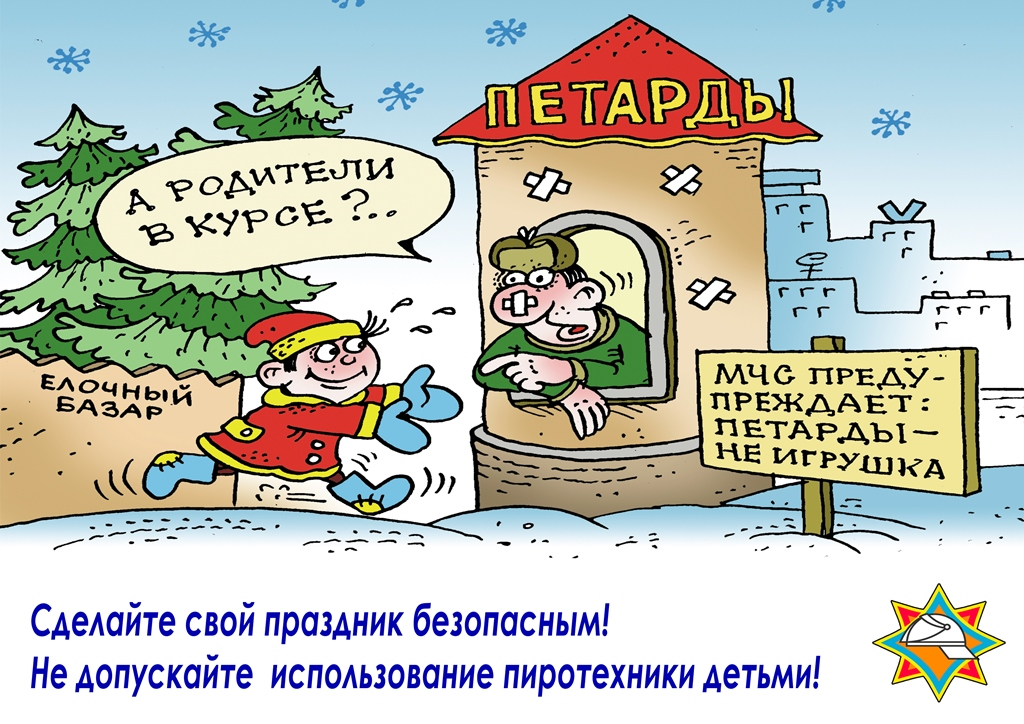 ПЕТАРДЫ
А РОДИТЕЛИ
В КУРСЕ?..
ЕЛОЧНЫЙ
БАЗАР
МЧС ПРЕДУ-
ПРЕЖДАЕТ:
ПЕТАРДЫ—
НЕ ИГРУШКА
Сделайте свой праздник безопасным!
Не допускайте использование пиротехники детьми!